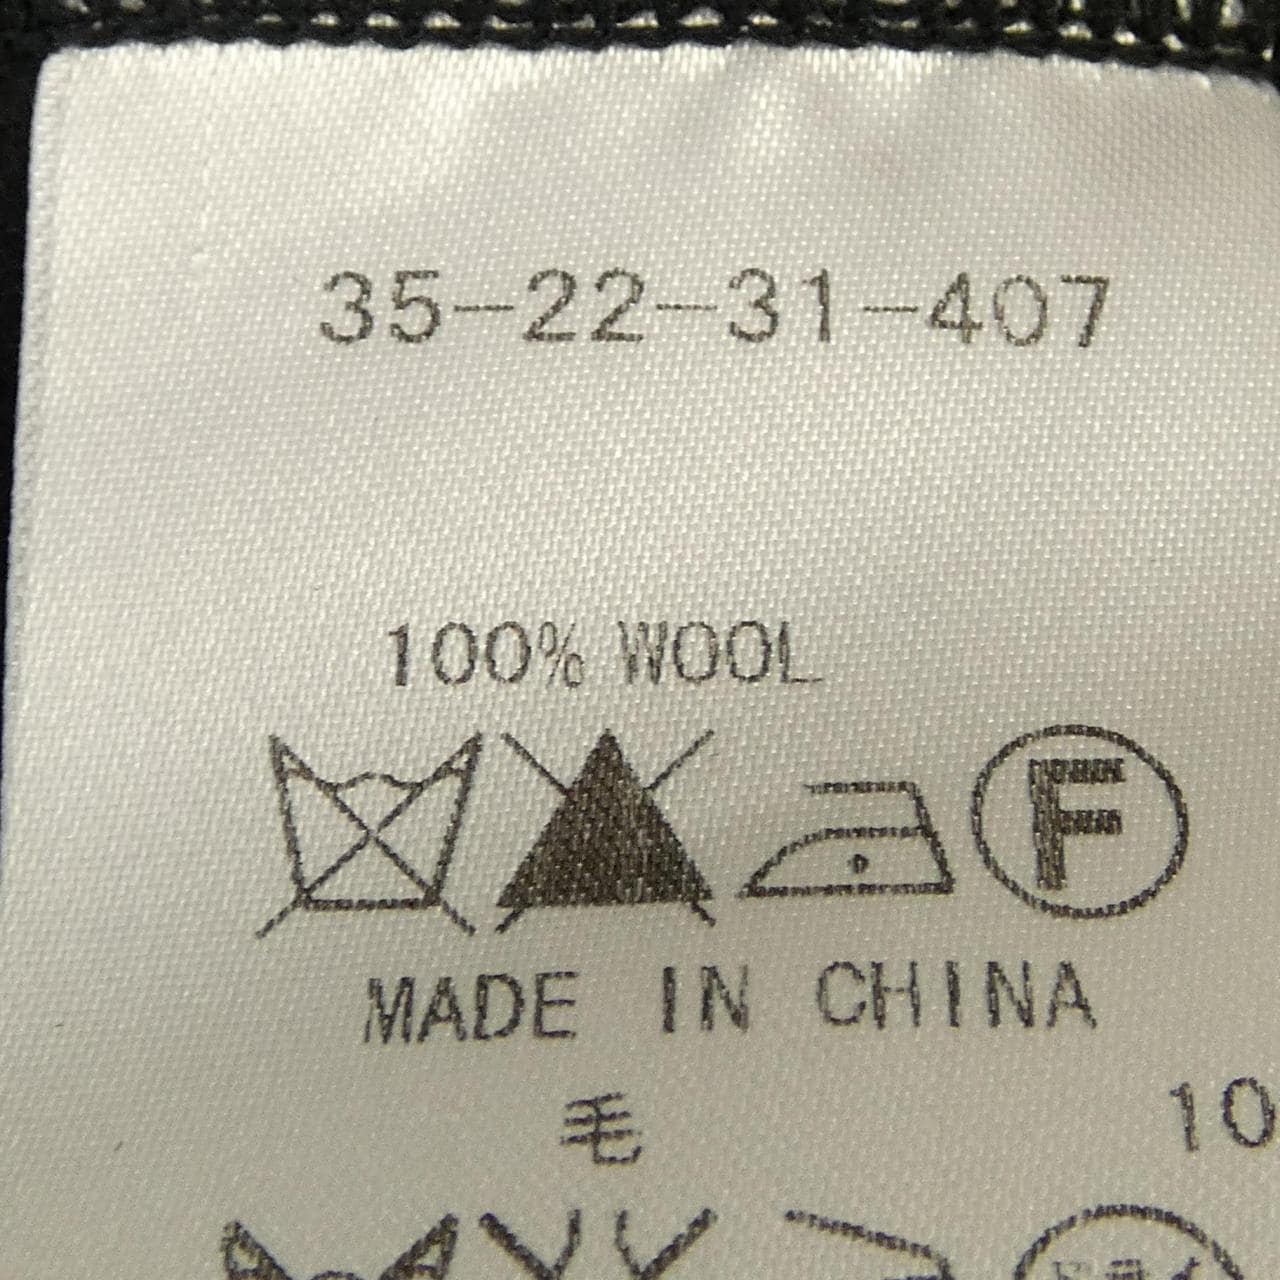 35-22-31-407
100% WOOL
F
MADE IN CHINA
毛 10